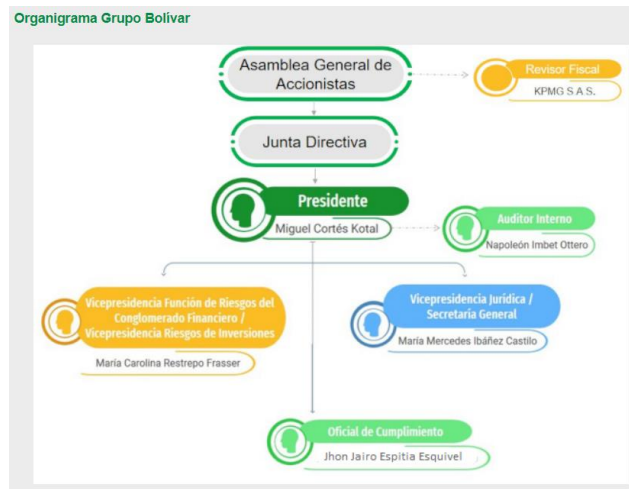 Organigrama Grupo Bolívar
Asamblea General de
Accionistas
Revisor Fiscal
KPMG S A S.
Junta Directiva
Presidente
Miguel Cortés Kotal
Auditor Interno
Napoleón Imbet Ottero
Vicepresidencia Función de Riesgos del
Conglomerado Financiero /
Vicepresidencia Riesgos de Inversiones
María Carolina Restrepo Frasser
Vicepresidencia Jurídica /
Secretaría General
María Mercedes Ibáñez Castilo
Oficial de Cumplimiento
Jhon Jairo Espitia Esquivel